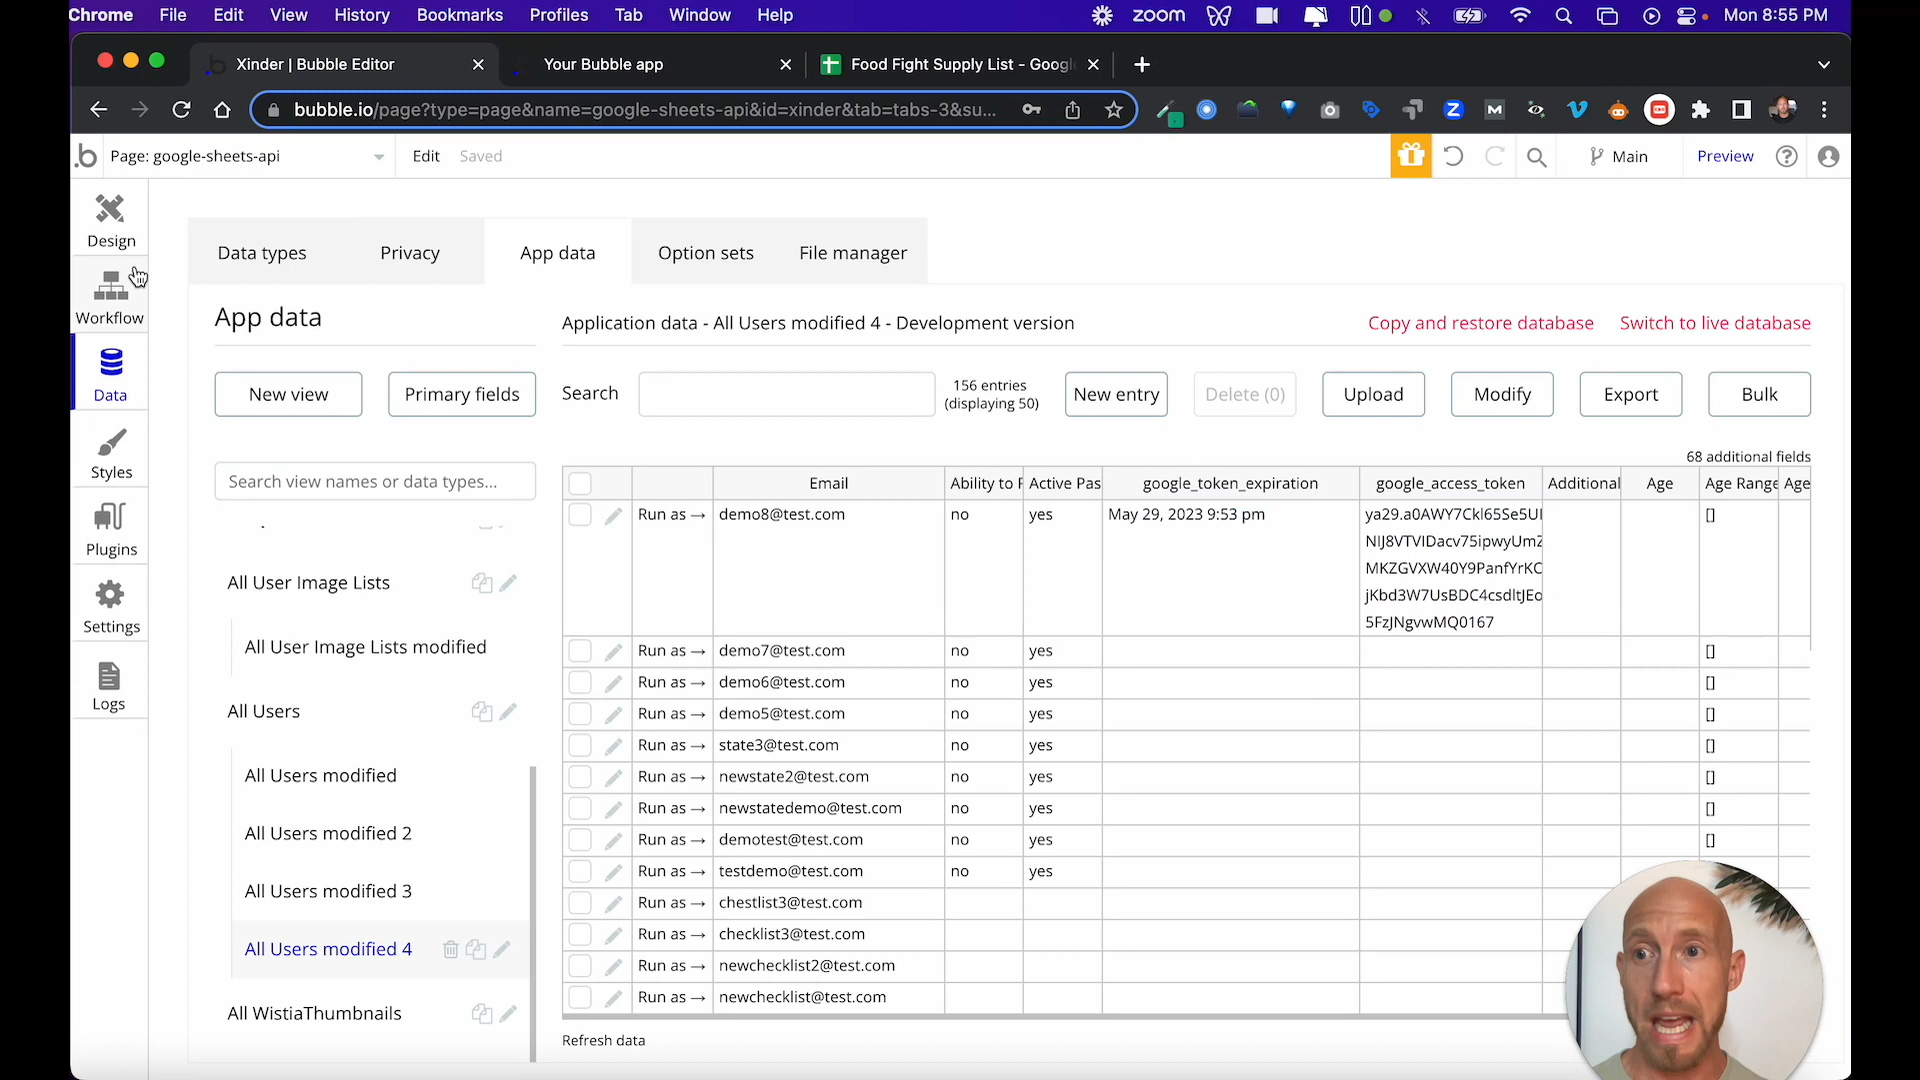 Chrome File Edit View History Bookmarks Profiles Tab Window Help zoom Mon 8:55 PM
Xinder | Bubble Editor Your Bubble app Food Fight Supply List - Googl
bubble.io/page?type=page&name=google-sheets-api&id=xinder&tab=tabs-3&su...
.b Page: google-sheets-api Edit Saved Main Preview
Design
Workflow
Data
Styles
Plugins
Settings
Logs
Data types Privacy App data Option sets File manager
App data
New view Primary fields
Search view names or data types...
All User Image Lists
All User Image Lists modified
All Users
All Users modified
All Users modified 2
All Users modified 3
All Users modified 4
All WistiaThumbnails
Application data - All Users modified 4 - Development version Copy and restore database Switch to live database
Search 156 entries
(displaying 50)
New entry Delete (0) Upload Modify Export Bulk
68 additional fields
Email Ability to F Active Pas google_token_expiration google_access_token Additional Age Age Range Age
Run as → demo8@test.com no yes May 29, 2023 9:53 pm ya29.a0AWY7Ckl65Se5UI []
NIJ8VTVIDacv75ipwyUmZ
MKZGVXW40Y9PanfYrKC
jKbd3W7UsBDC4csdltJEo
5FzJNgvwMQ0167
Run as → demo7@test.com no yes []
Run as → demo6@test.com no yes []
Run as → demo5@test.com no yes []
Run as → state3@test.com no yes []
Run as → newstate2@test.com no yes []
Run as → newstatedemo@test.com no yes []
Run as → demotest@test.com no yes []
Run as → testdemo@test.com no yes
Run as → chestlist3@test.com
Run as → checklist3@test.com
Run as → newchecklist2@test.com
Run as → newchecklist@test.com
Refresh data